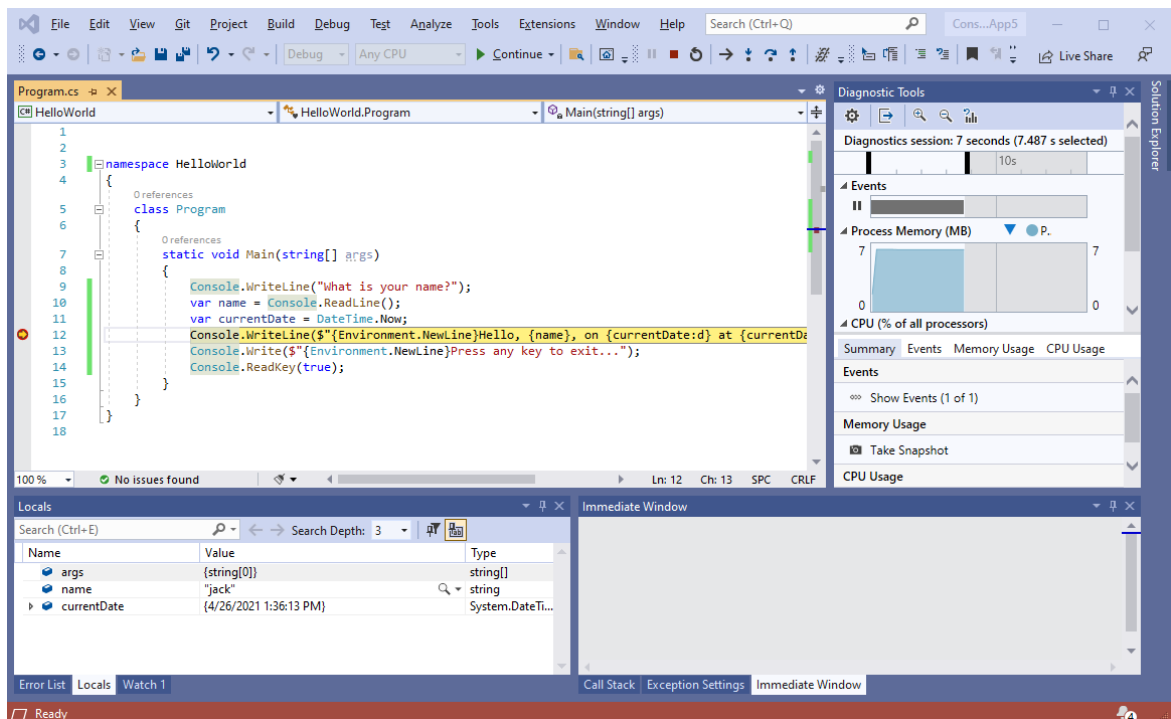 File Edit View Git Project Build Debug Test Analyze Tools Extensions Window Help Search (Ctrl+Q) Cons...App5
Debug Any CPU Continue Live Share
Program.cs
C# HelloWorld HelloWorld.Program Main(string[] args)
1
2
3 namespace HelloWorld
4 {
0 references
5 class Program
6 {
0 references
7 static void Main(string[] args)
8 {
9 Console.WriteLine("What is your name?");
10 var name = Console.ReadLine();
11 var currentDate = DateTime.Now;
12 Console.WriteLine($"{Environment.NewLine}Hello, {name}, on {currentDate:d} at {currentDa
13 Console.Write($"{Environment.NewLine}Press any key to exit...");
14 Console.ReadKey(true);
15 }
16 }
17 }
18
100 % No issues found Ln: 12 Ch: 13 SPC CRLF
Diagnostic Tools
Diagnostics session: 7 seconds (7.487 s selected)
10s
Events
Process Memory (MB) P..
7 7
0 0
CPU (% of all processors)
Summary Events Memory Usage CPU Usage
Events
Show Events (1 of 1)
Memory Usage
Take Snapshot
CPU Usage
Solution Explorer
Locals
Search (Ctrl+E) Search Depth: 3
Name Value Type
args {string[0]} string[]
name "jack" string
currentDate {4/26/2021 1:36:13 PM} System.DateTi...
Error List Locals Watch 1
Immediate Window
Call Stack Exception Settings Immediate Window
Ready 4